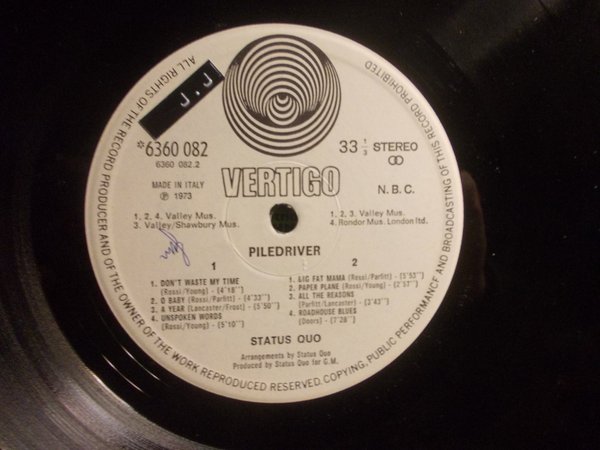 ALL RIGHTS OF THE RECORD PRODUCER AND OF THE OWNER OF THE WORK REPRODUCED RESERVED. COPYING, PUBLIC PERFORMANCE AND BROADCASTING OF THIS RECORD PROHIBITED
J.J
*6360 082
6360 082.2
MADE IN ITALY
℗ 1973
33 1/3 STEREO
VERTIGO
N.B.C.
1, 2, 4. Valley Mus.
3. Valley/Shawbury Mus.
1, 2, 3. Valley Mus.
4. Rondor Mus. London ltd.
PILEDRIVER
1
1. DON'T WASTE MY TIME
(Rossi/Young) - (4'18'')
2. O BABY (Rossi/Parfitt) - (4'33'')
3. A YEAR (Lancaster/Frost) - (5'50'')
4. UNSPOKEN WORDS
(Rossi/Young) - (5'10'')
2
1. BIG FAT MAMA (Rossi/Parfitt) - (5'53'')
2. PAPER PLANE (Rossi/Young) - (2'57'')
3. ALL THE REASONS
(Parfitt/Lancaster) - (3'43'')
4. ROADHOUSE BLUES
(Doors) - (7'28'')
STATUS QUO
Arrangements by Status Quo
Produced by Status Quo for G.M.